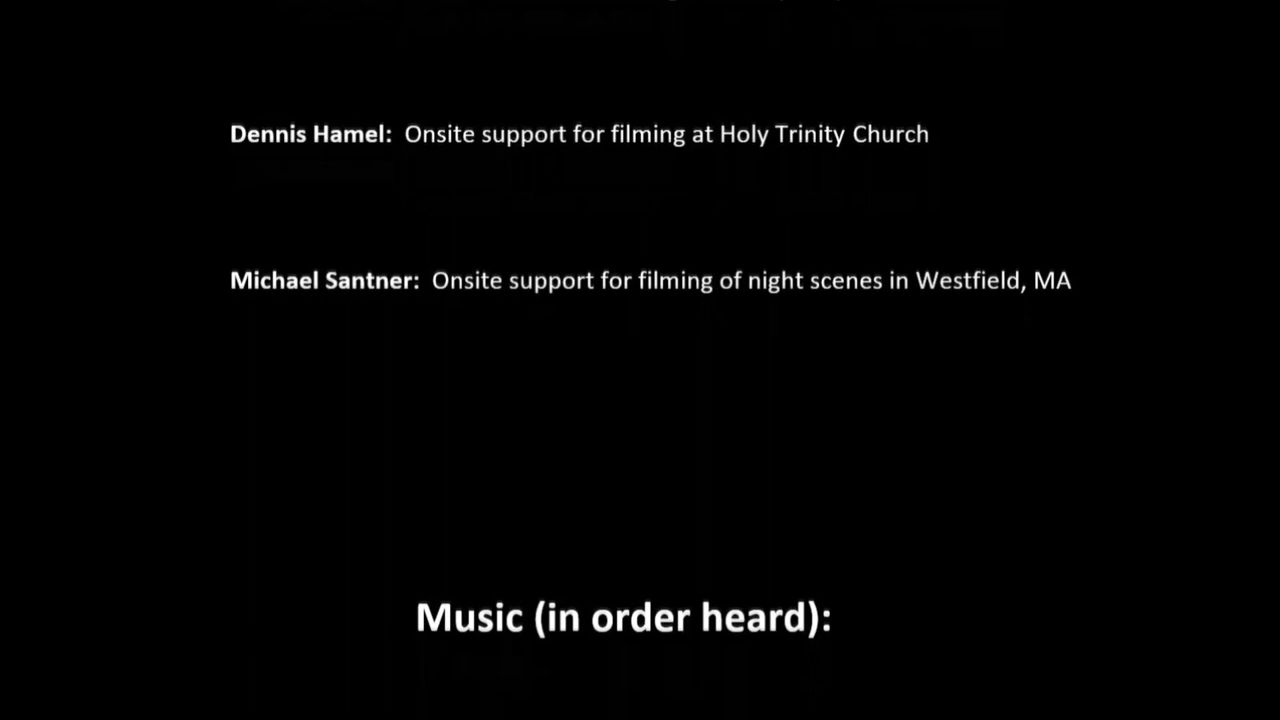 Dennis Hamel:  Onsite support for filming at Holy Trinity Church
Michael Santner:  Onsite support for filming of night scenes in Westfield, MA
Music (in order heard):